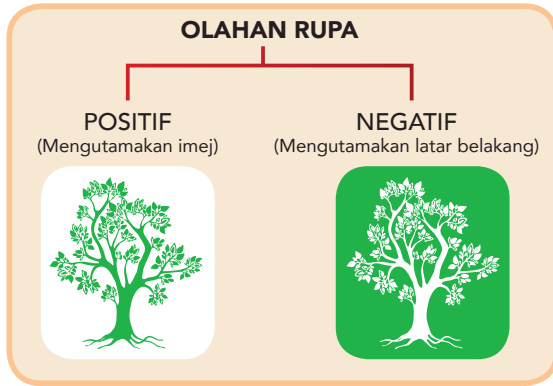 OLAHAN RUPA
POSITIF
(Mengutamakan imej)
NEGATIF
(Mengutamakan latar belakang)